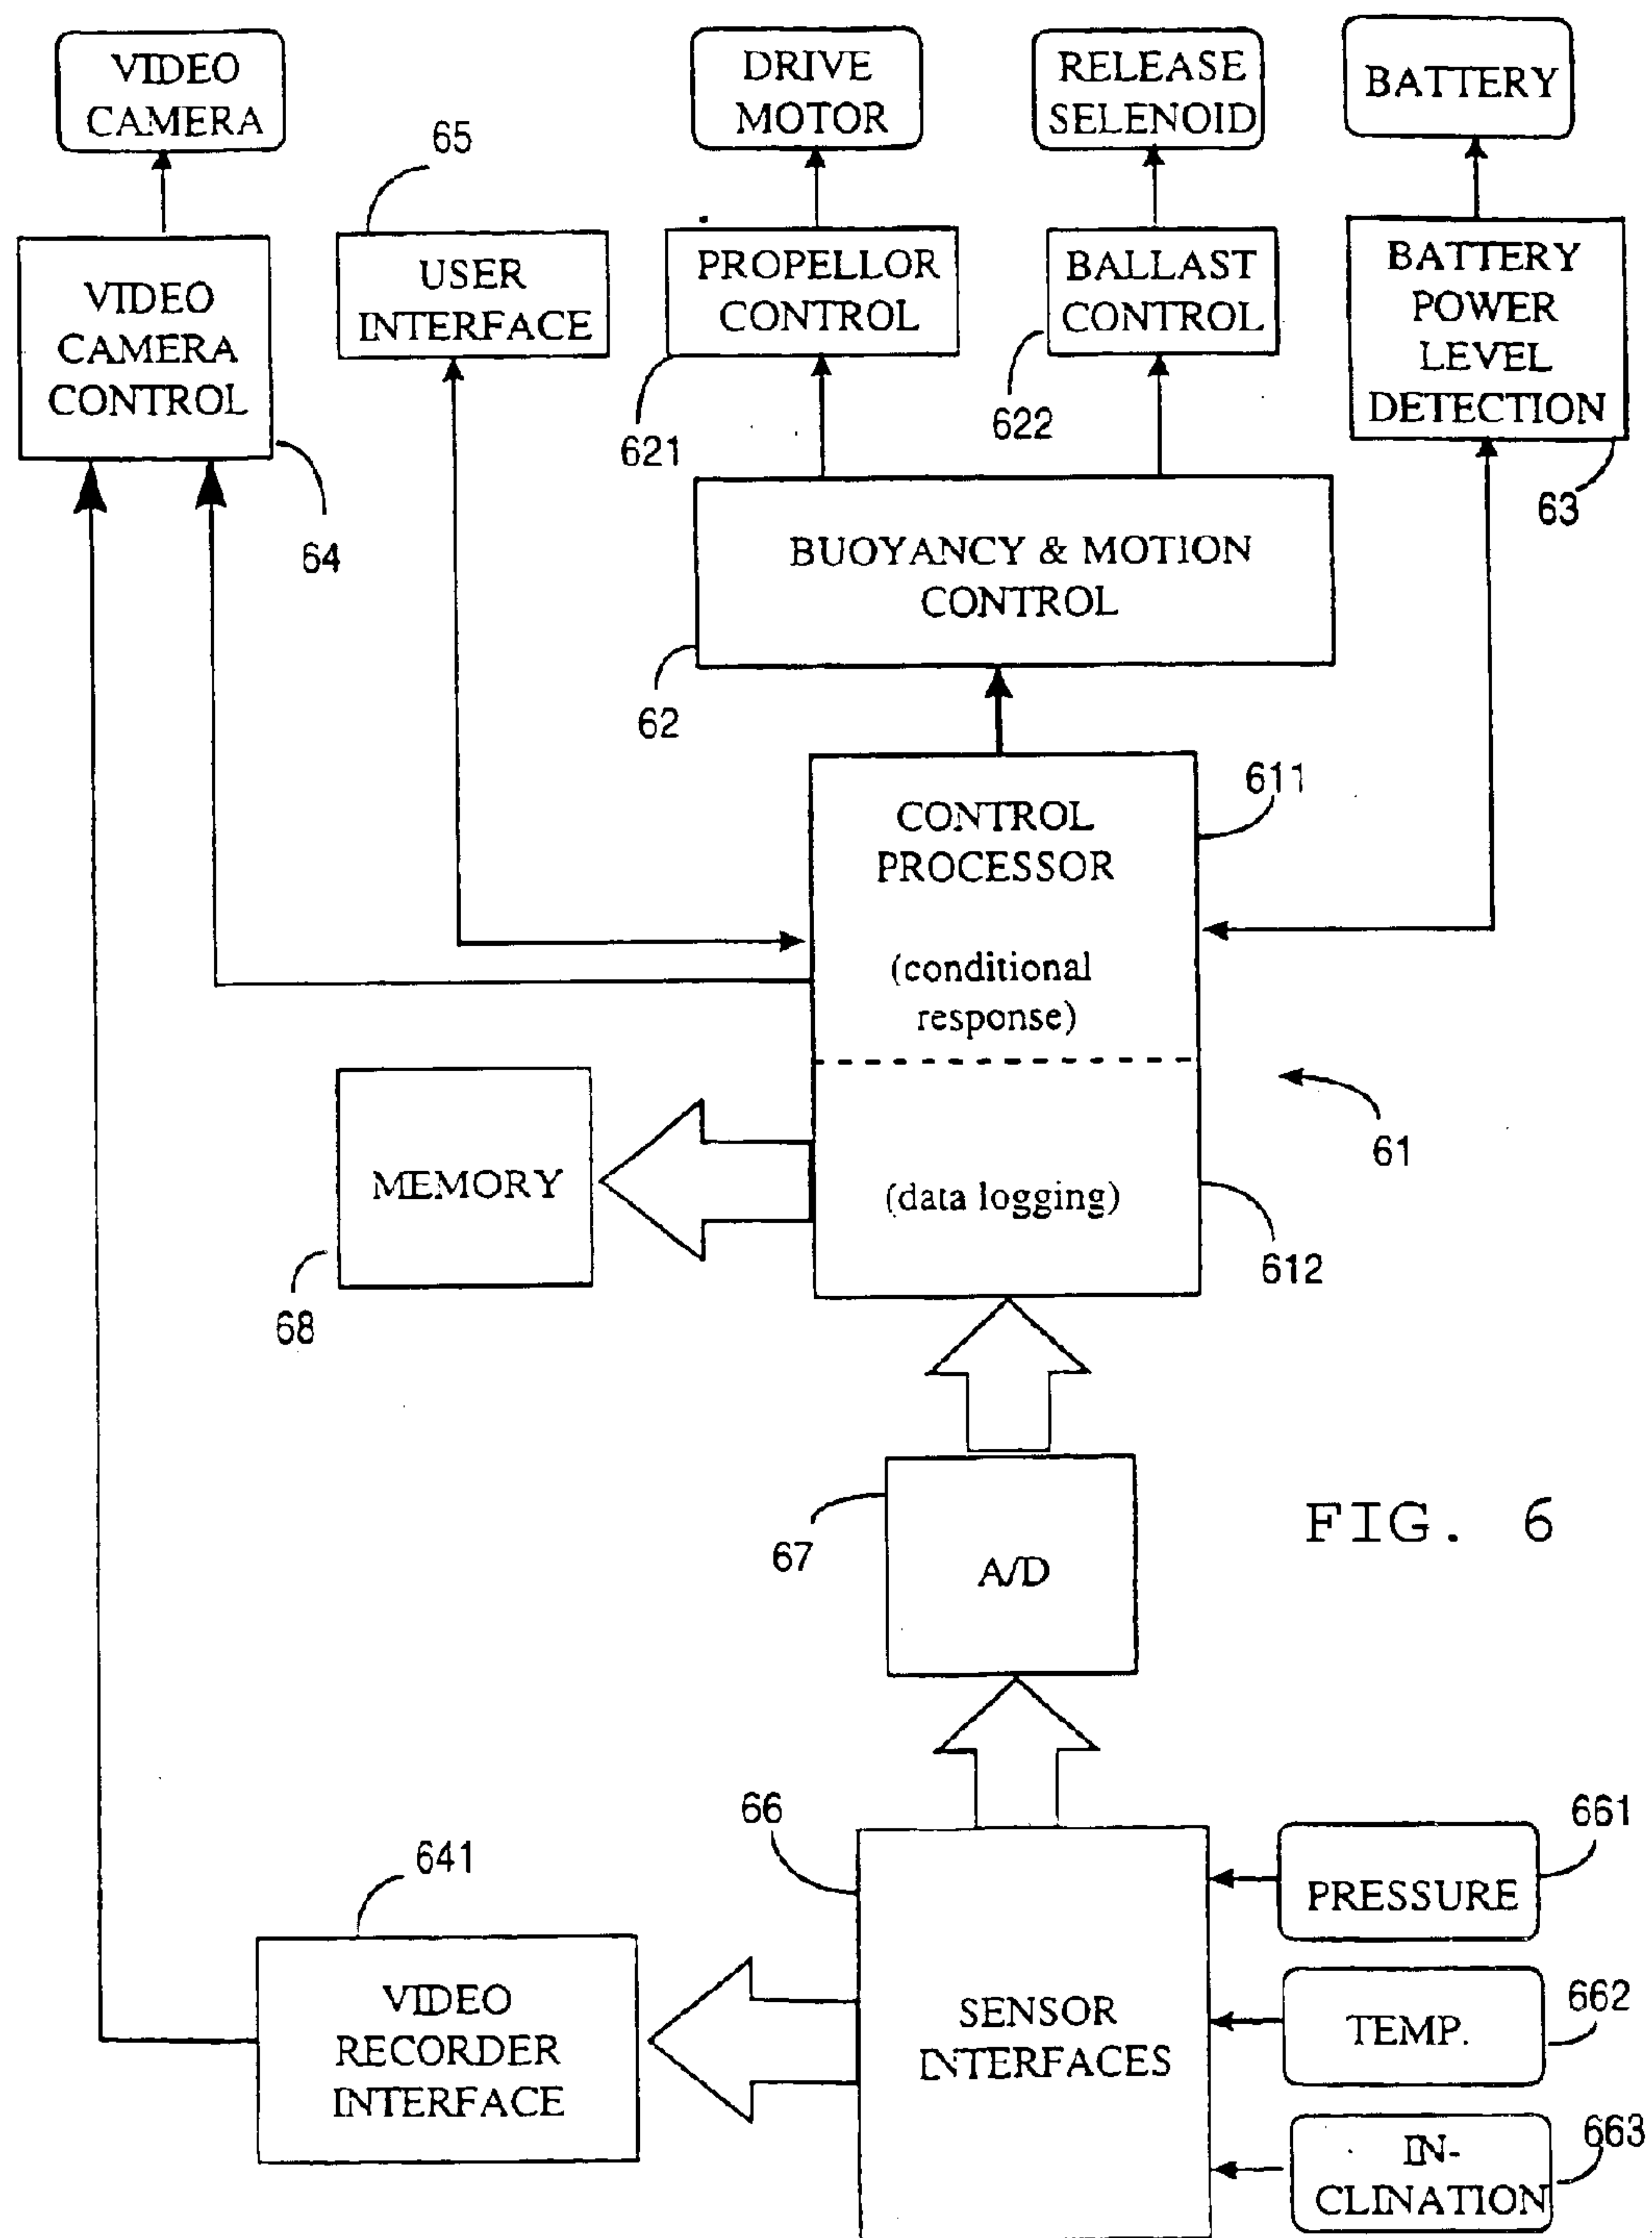 VIDEO
CAMERA
DRIVE
MOTOR
RELEASE
SELENOID
BATTERY
65
VIDEO
CAMERA
CONTROL
USER
INTERFACE
PROPELLOR
CONTROL
BALLAST
CONTROL
BATTERY
POWER
LEVEL
DETECTION
64
621
622
63
BUOYANCY & MOTION
CONTROL
62
CONTROL
PROCESSOR
(conditional
response)
611
61
MEMORY
68
(data logging)
612
67
A/D
FIG. 6
66
641
VIDEO
RECORDER
INTERFACE
SENSOR
INTERFACES
661
PRESSURE
662
TEMP.
663
IN-
CLINATION